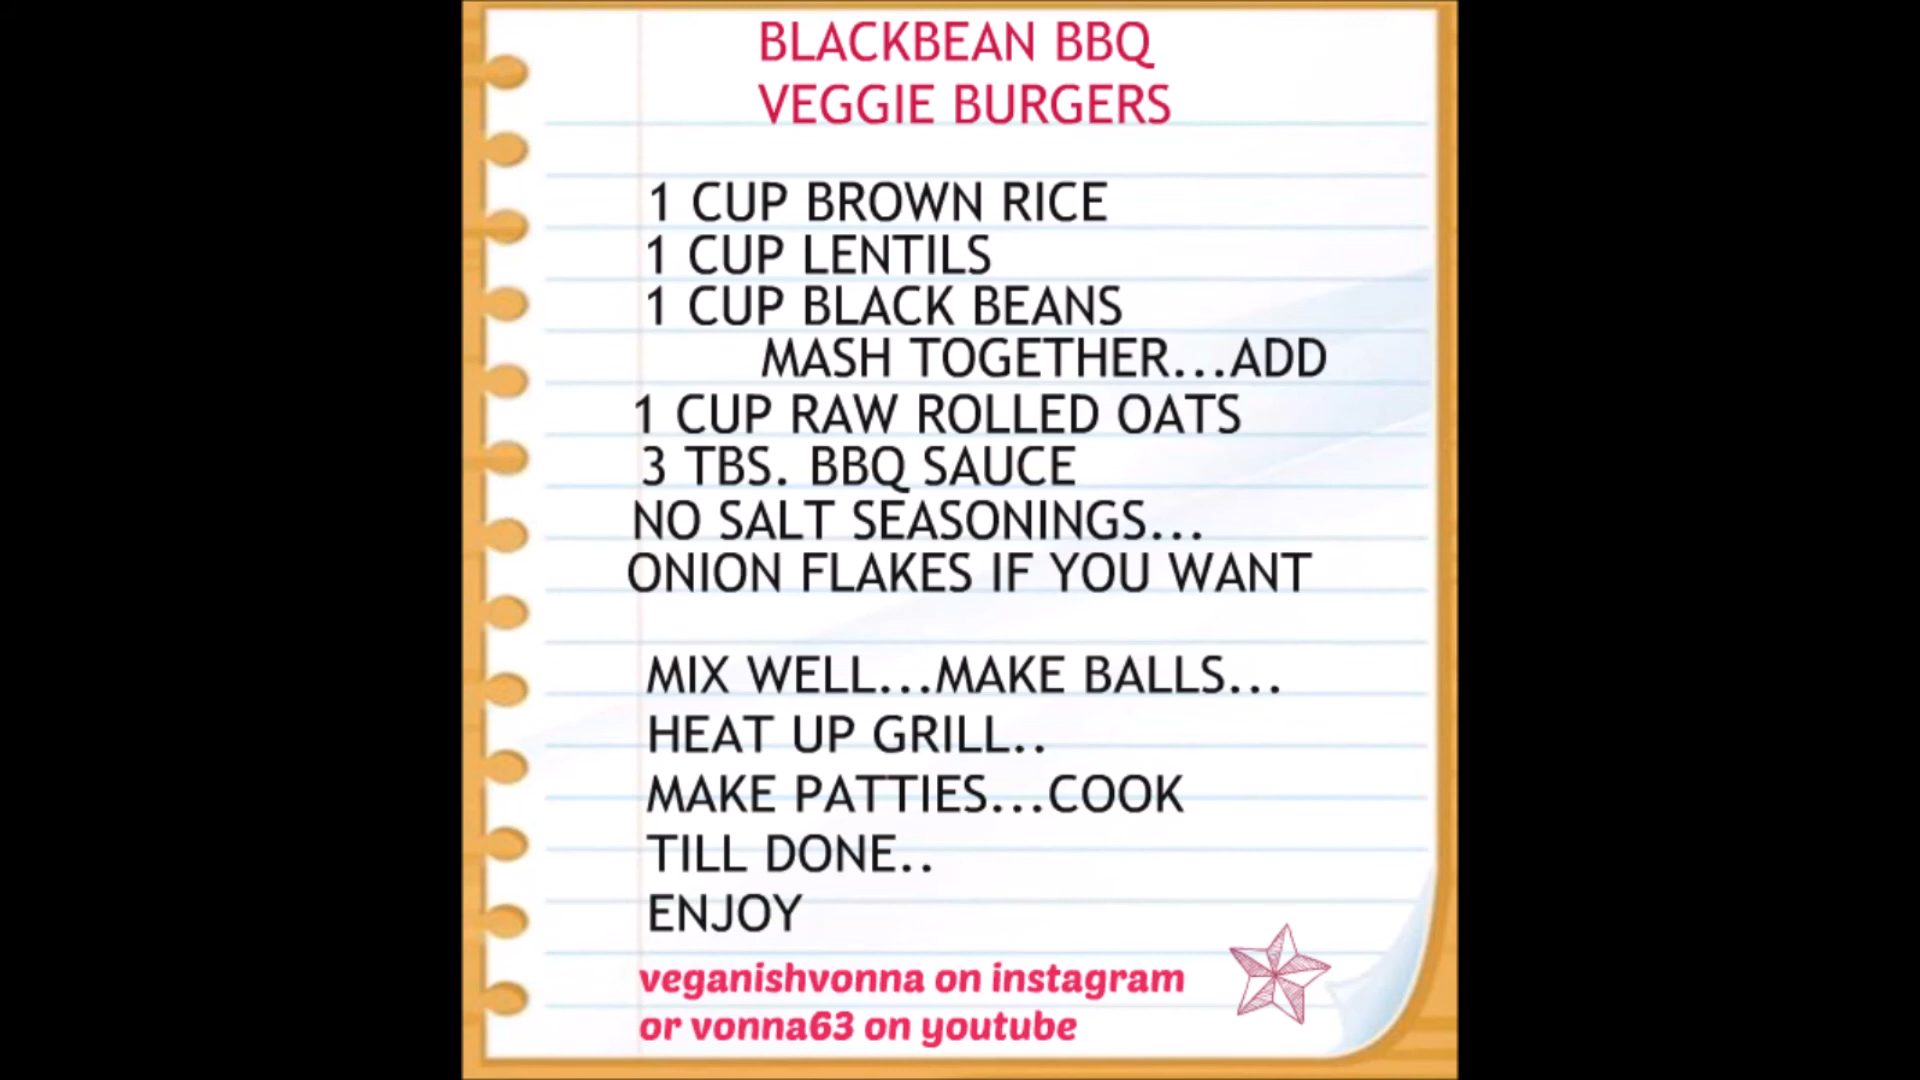 BLACKBEAN BBQ
VEGGIE BURGERS
1 CUP BROWN RICE
1 CUP LENTILS
1 CUP BLACK BEANS
MASH TOGETHER...ADD
1 CUP RAW ROLLED OATS
3 TBS. BBQ SAUCE
NO SALT SEASONINGS...
ONION FLAKES IF YOU WANT
MIX WELL...MAKE BALLS...
HEAT UP GRILL..
MAKE PATTIES...COOK
TILL DONE..
ENJOY
veganishvonna on instagram
or vonna63 on youtube